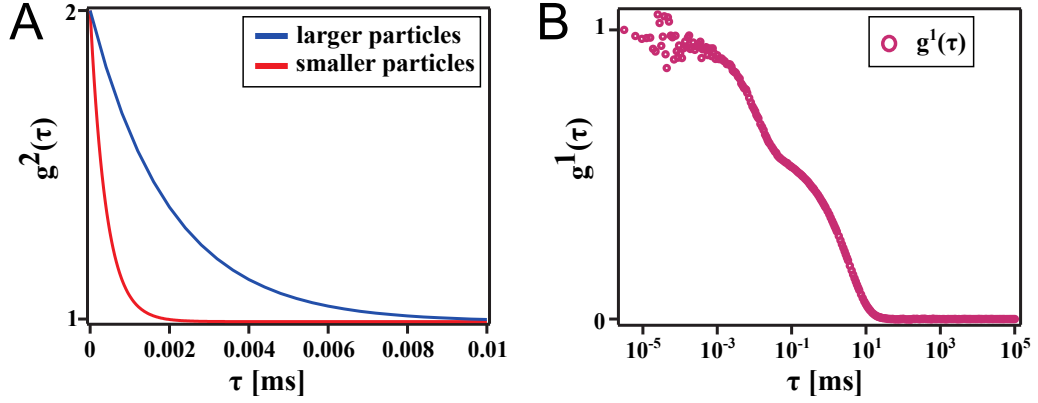 A
2
1
g²(τ)
larger particles
smaller particles
0
0.002
0.004
0.006
0.008
0.01
τ [ms]
B
1
0
g¹(τ)
g¹(τ)
10⁻⁵
10⁻³
10⁻¹
10¹
10³
10⁵
τ [ms]